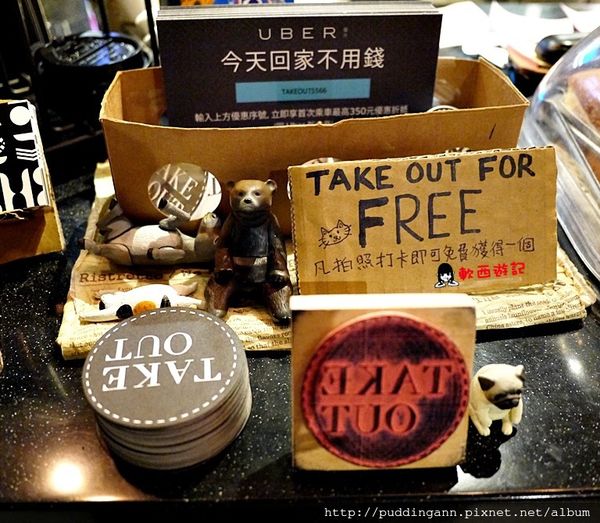 UBER
今天回家不用錢
TAKEOUT5566
輸入上方優惠序號,立即享首次乘車最高350元優惠折抵
TAKE OUT
TAKE OUT FOR
FREE
凡拍照打卡即可免費獲得一個
軟西遊記
TAKE
OUT
TAKE
OUT
http://puddingann.pixnet.net/album